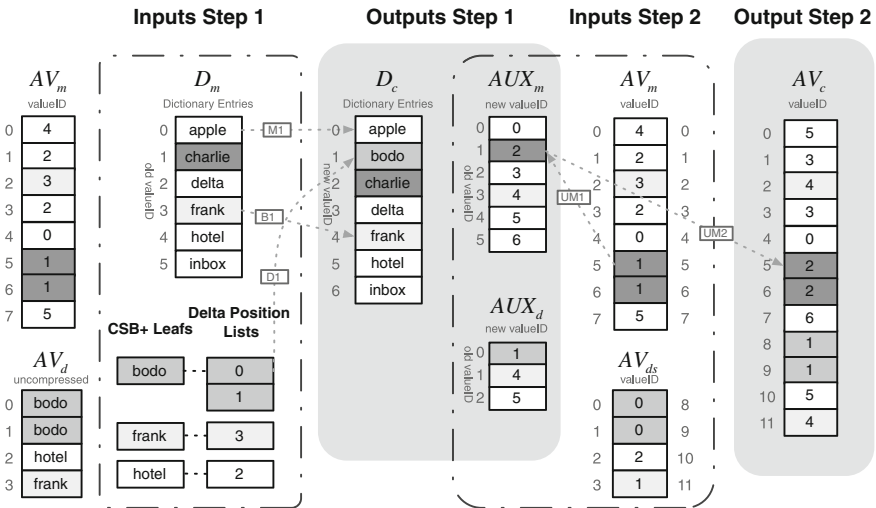 Inputs Step 1
Outputs Step 1
Inputs Step 2
Output Step 2
AVm
valueID
0 4
1 2
2 3
3 2
4 0
5 1
6 1
7 5
AVd
uncompressed
0 bodo
1 bodo
2 hotel
3 frank
Dm
Dictionary Entries
old valueID
0 apple
1 charlie
2 delta
3 frank
4 hotel
5 inbox
M1
B1
D1
CSB+ Leafs
Delta Position
Lists
bodo 0
1
frank 3
hotel 2
Dc
Dictionary Entries
new valueID
0 apple
1 bodo
2 charlie
3 delta
4 frank
5 hotel
6 inbox
AUXm
new valueID
old valueID
0 0
1 2
2 3
3 4
4 5
5 6
AUXd
new valueID
old valueID
0 1
1 4
2 5
UM1
UM2
AVm
valueID
0 4 0
1 2 1
2 3 2
3 2 3
4 0 4
5 1 5
6 1 6
7 5 7
AVds
valueID
0 0 8
1 0 9
2 2 10
3 1 11
AVc
valueID
0 5
1 3
2 4
3 3
4 0
5 2
6 2
7 6
8 1
9 1
10 5
11 4